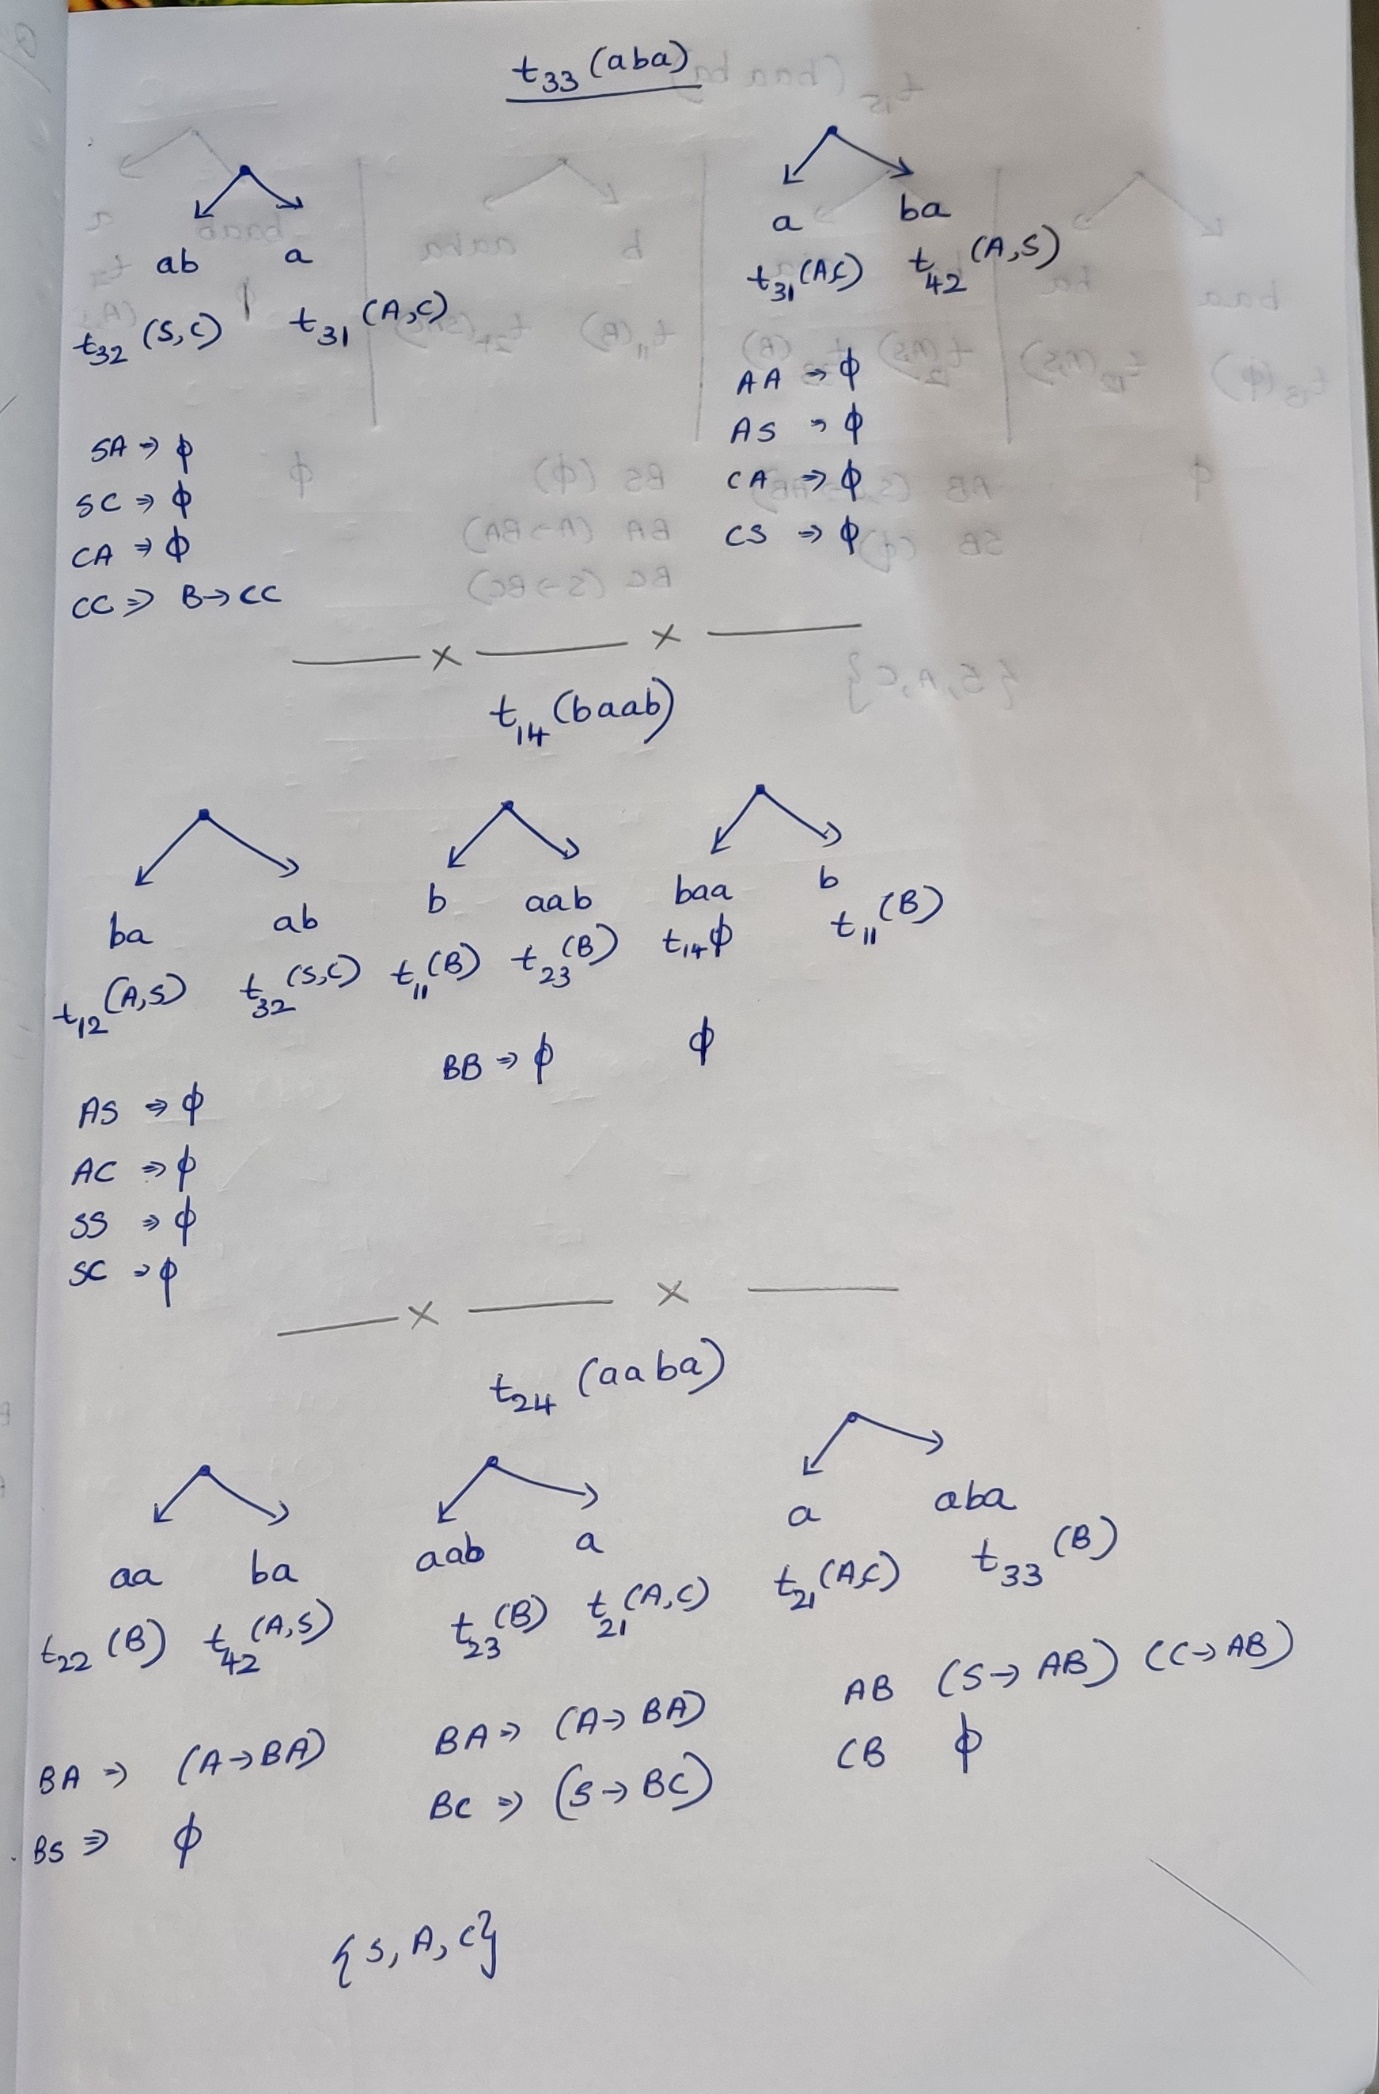 t33 (aba)
ab a
t32 (S,C) t31 (A,C)
SA ⇒ ϕ
SC ⇒ ϕ
CA ⇒ ϕ
CC ⇒ B→CC
a ba
t31 (A,C) t42 (A,S)
AA ⇒ ϕ
AS ⇒ ϕ
CA ⇒ ϕ
CS ⇒ ϕ
x x
t14 (baab)
ba ab b aab baa b
t12 (A,S) t32 (S,C) t11 (B) t23 (B) t14 ϕ t11 (B)
BB ⇒ ϕ ϕ
AS ⇒ ϕ
AC ⇒ ϕ
SS ⇒ ϕ
SC ⇒ ϕ
x x
t24 (aaba)
aa ba aab a a aba
t22 (B) t42 (A,S) t23 (B) t21 (A,C) t21 (A,C) t33 (B)
BA ⇒ (A→BA) BA ⇒ (A→BA) AB (S→AB) (C→AB)
BS ⇒ ϕ BC ⇒ (S→BC) CB ϕ
{S, A, C}